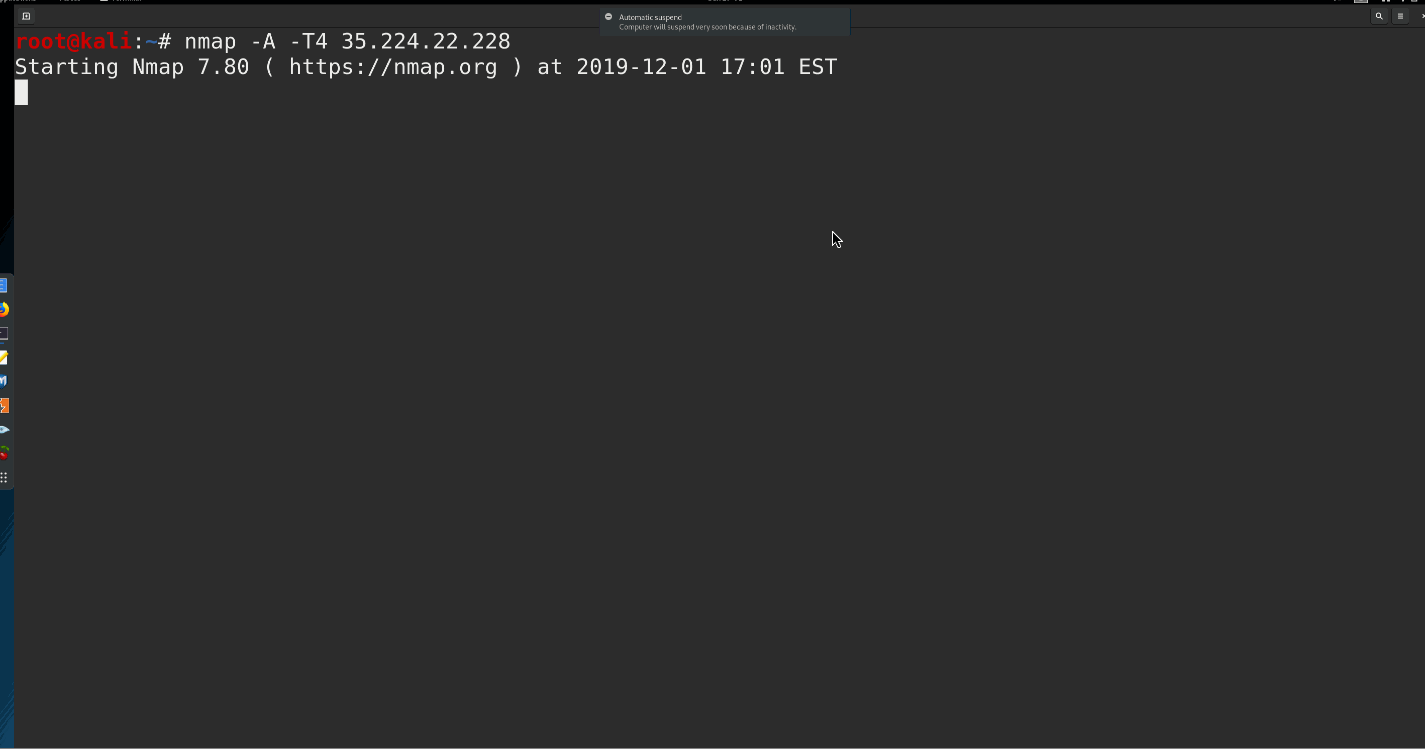 Automatic suspend
Computer will suspend very soon because of inactivity.
root@kali:~# nmap -A -T4 35.224.22.228
Starting Nmap 7.80 ( https://nmap.org ) at 2019-12-01 17:01 EST